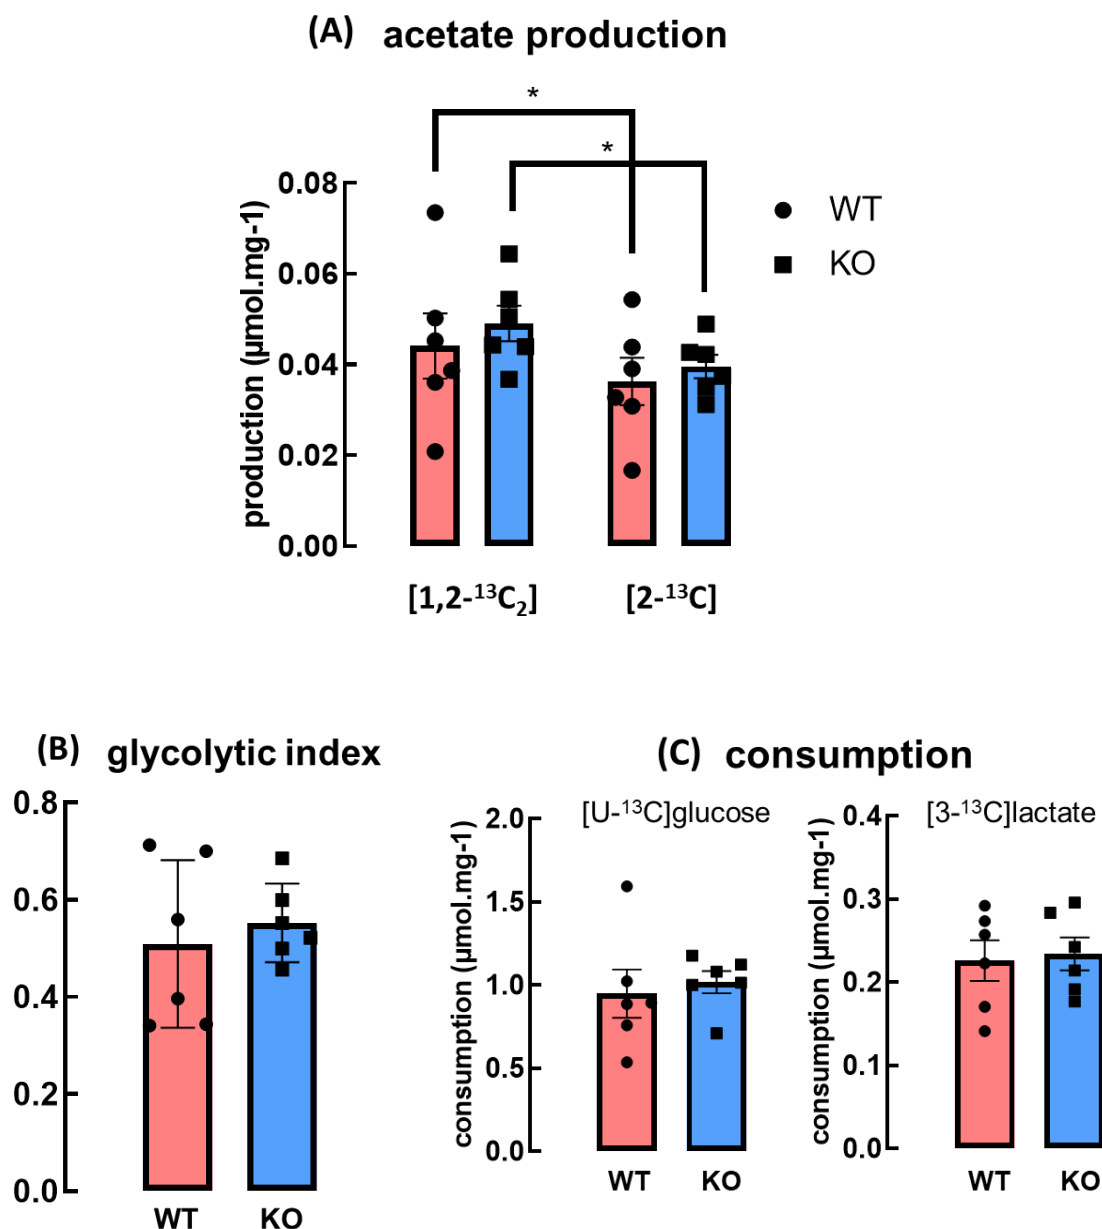 (A) acetate production
*
*
production (µmol.mg-1)
0.08
0.06
0.04
0.02
0.00
WT
KO
[1,2-¹³C₂]
[2-¹³C]
(B) glycolytic index
0.8
0.6
0.4
0.2
0.0
WT
KO
(C) consumption
[U-¹³C]glucose
consumption (µmol.mg-1)
2.0
1.5
1.0
0.5
0.0
WT
KO
[3-¹³C]lactate
consumption (µmol.mg-1)
0.4
0.3
0.2
0.1
0.0
WT
KO